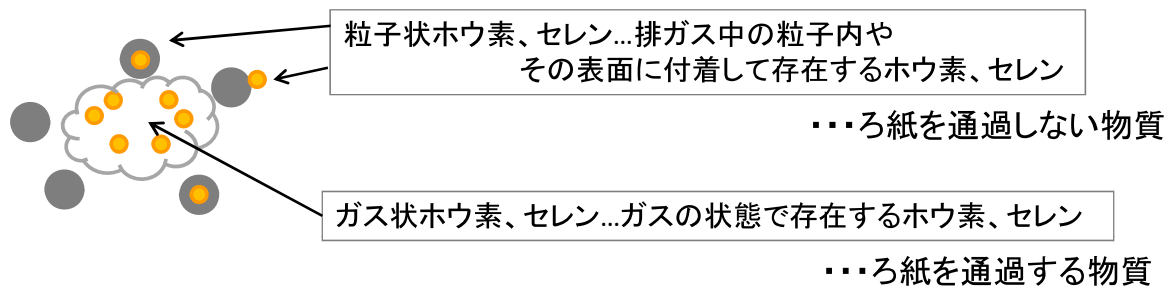 粒子状ホウ素、セレン…排ガス中の粒子内や
その表面に付着して存在するホウ素、セレン
・・・ろ紙を通過しない物質
ガス状ホウ素、セレン…ガスの状態で存在するホウ素、セレン
・・・ろ紙を通過する物質